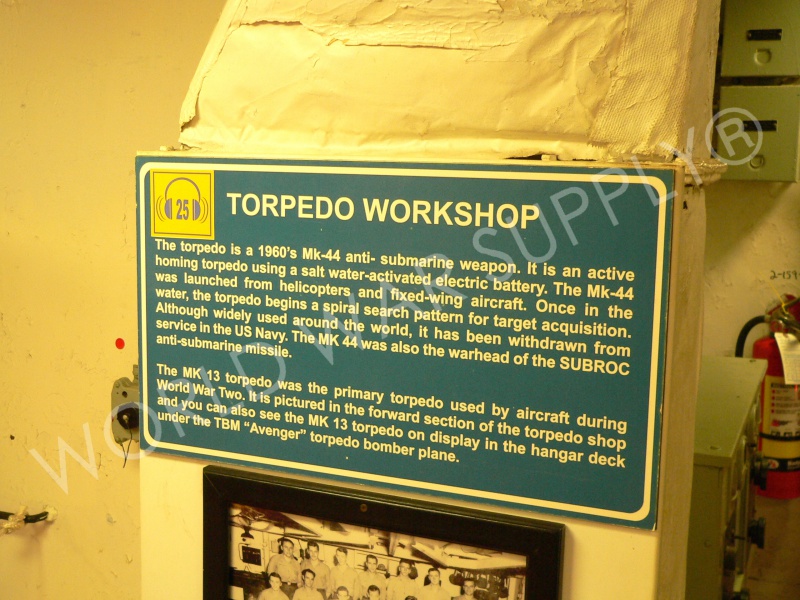 25
TORPEDO WORKSHOP
The torpedo is a 1960's Mk-44 anti- submarine weapon. It is an active
homing torpedo using a salt water-activated electric battery. The Mk-44
was launched from helicopters and fixed-wing aircraft. Once in the
water, the torpedo begins a spiral search pattern for target acquisition.
Although widely used around the world, it has been withdrawn from
service in the US Navy. The MK 44 was also the warhead of the SUBROC
anti-submarine missile.
The MK 13 torpedo was the primary torpedo used by aircraft during
World War Two. It is pictured in the forward section of the torpedo shop
and you can also see the MK 13 torpedo on display in the hangar deck
under the TBM "Avenger" torpedo bomber plane.
WORLD WAR SUPPLY®